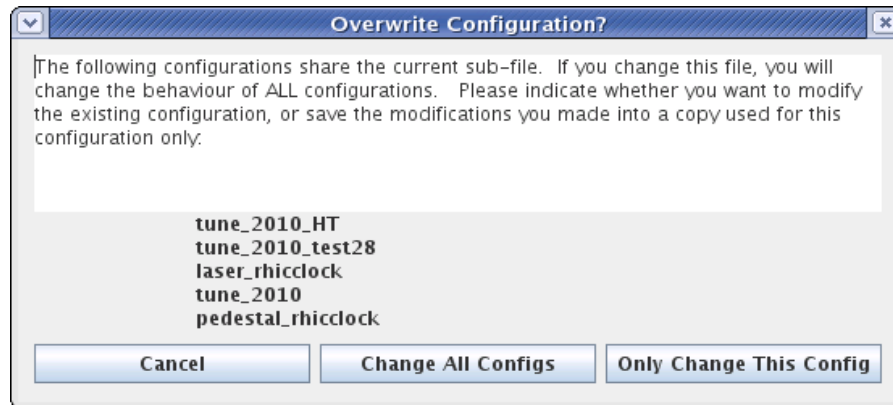 Overwrite Configuration?
The following configurations share the current sub-file.  If you change this file, you will
change the behaviour of ALL configurations.   Please indicate whether you want to modify
the existing configuration, or save the modifications you made into a copy used for this
configuration only:
tune_2010_HT
tune_2010_test28
laser_rhicclock
tune_2010
pedestal_rhicclock
Cancel Change All Configs Only Change This Config